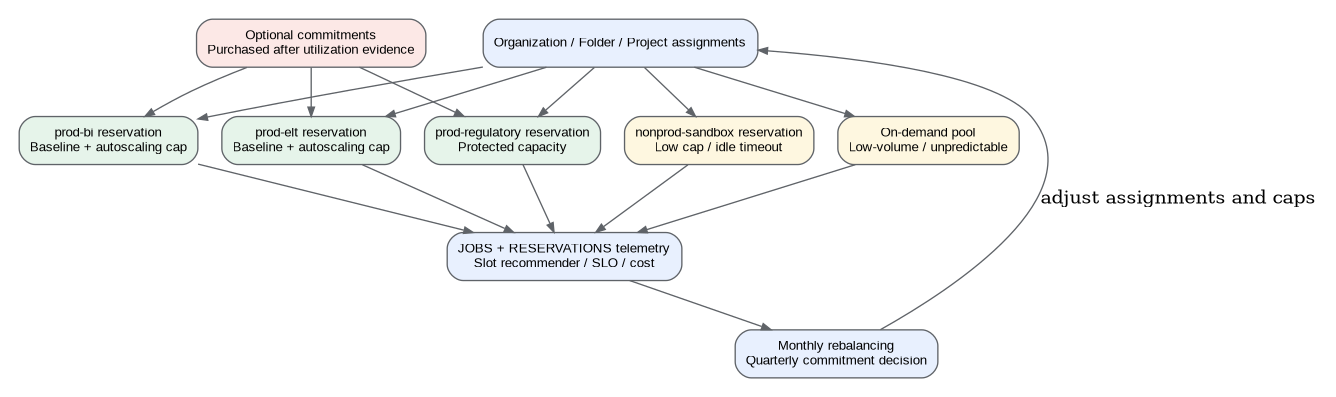 Optional commitments
Purchased after utilization evidence
Organization / Folder / Project assignments
prod-bi reservation
Baseline + autoscaling cap
prod-elt reservation
Baseline + autoscaling cap
prod-regulatory reservation
Protected capacity
nonprod-sandbox reservation
Low cap / idle timeout
On-demand pool
Low-volume / unpredictable
adjust assignments and caps
JOBS + RESERVATIONS telemetry
Slot recommender / SLO / cost
Monthly rebalancing
Quarterly commitment decision